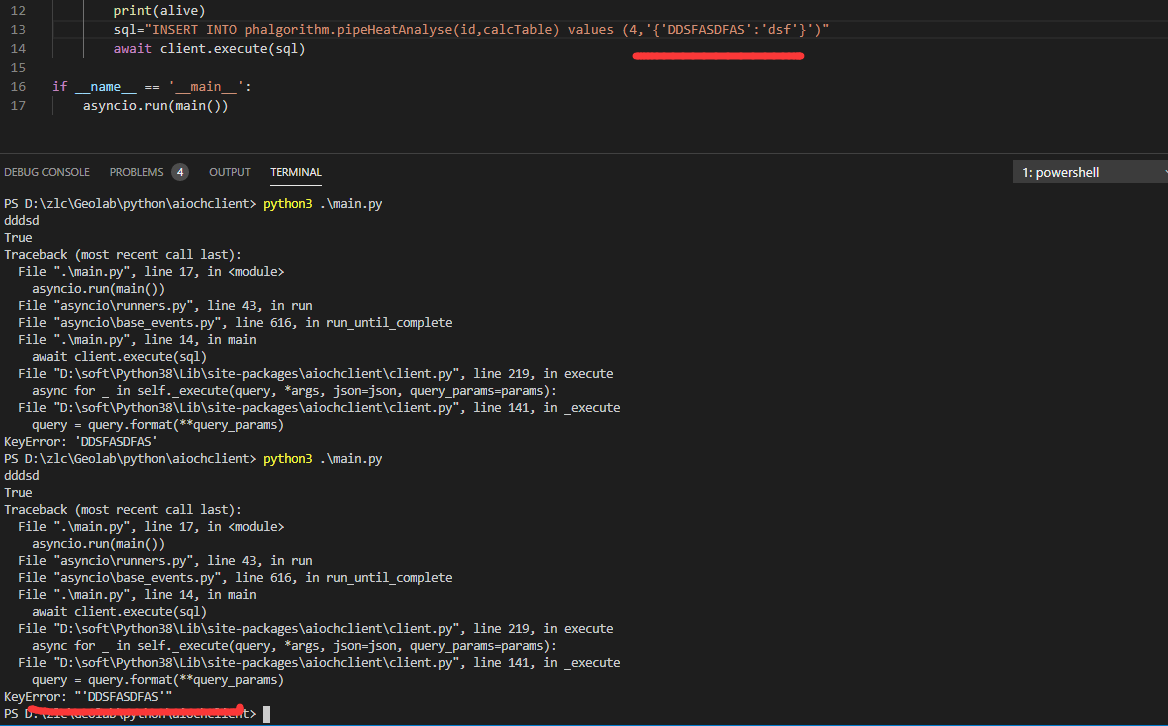 12 print(alive)
13 sql="INSERT INTO phalgorithm.pipeHeatAnalyse(id,calcTable) values (4,'{'DDSFASDFAS':'dsf'}')"
14 await client.execute(sql)
15
16 if __name__ == '__main__':
17 asyncio.run(main())
DEBUG CONSOLE PROBLEMS 4 OUTPUT TERMINAL 1: powershell
PS D:\zlc\Geolab\python\aiochclient> python3 .\main.py
dddsd
True
Traceback (most recent call last):
File ".\main.py", line 17, in <module>
asyncio.run(main())
File "asyncio\runners.py", line 43, in run
File "asyncio\base_events.py", line 616, in run_until_complete
File ".\main.py", line 14, in main
await client.execute(sql)
File "D:\soft\Python38\Lib\site-packages\aiochclient\client.py", line 219, in execute
async for _ in self._execute(query, *args, json=json, query_params=params):
File "D:\soft\Python38\Lib\site-packages\aiochclient\client.py", line 141, in _execute
query = query.format(**query_params)
KeyError: 'DDSFASDFAS'
PS D:\zlc\Geolab\python\aiochclient> python3 .\main.py
dddsd
True
Traceback (most recent call last):
File ".\main.py", line 17, in <module>
asyncio.run(main())
File "asyncio\runners.py", line 43, in run
File "asyncio\base_events.py", line 616, in run_until_complete
File ".\main.py", line 14, in main
await client.execute(sql)
File "D:\soft\Python38\Lib\site-packages\aiochclient\client.py", line 219, in execute
async for _ in self._execute(query, *args, json=json, query_params=params):
File "D:\soft\Python38\Lib\site-packages\aiochclient\client.py", line 141, in _execute
query = query.format(**query_params)
KeyError: "'DDSFASDFAS'"
PS D:\zlc\Geolab\python\aiochclient>